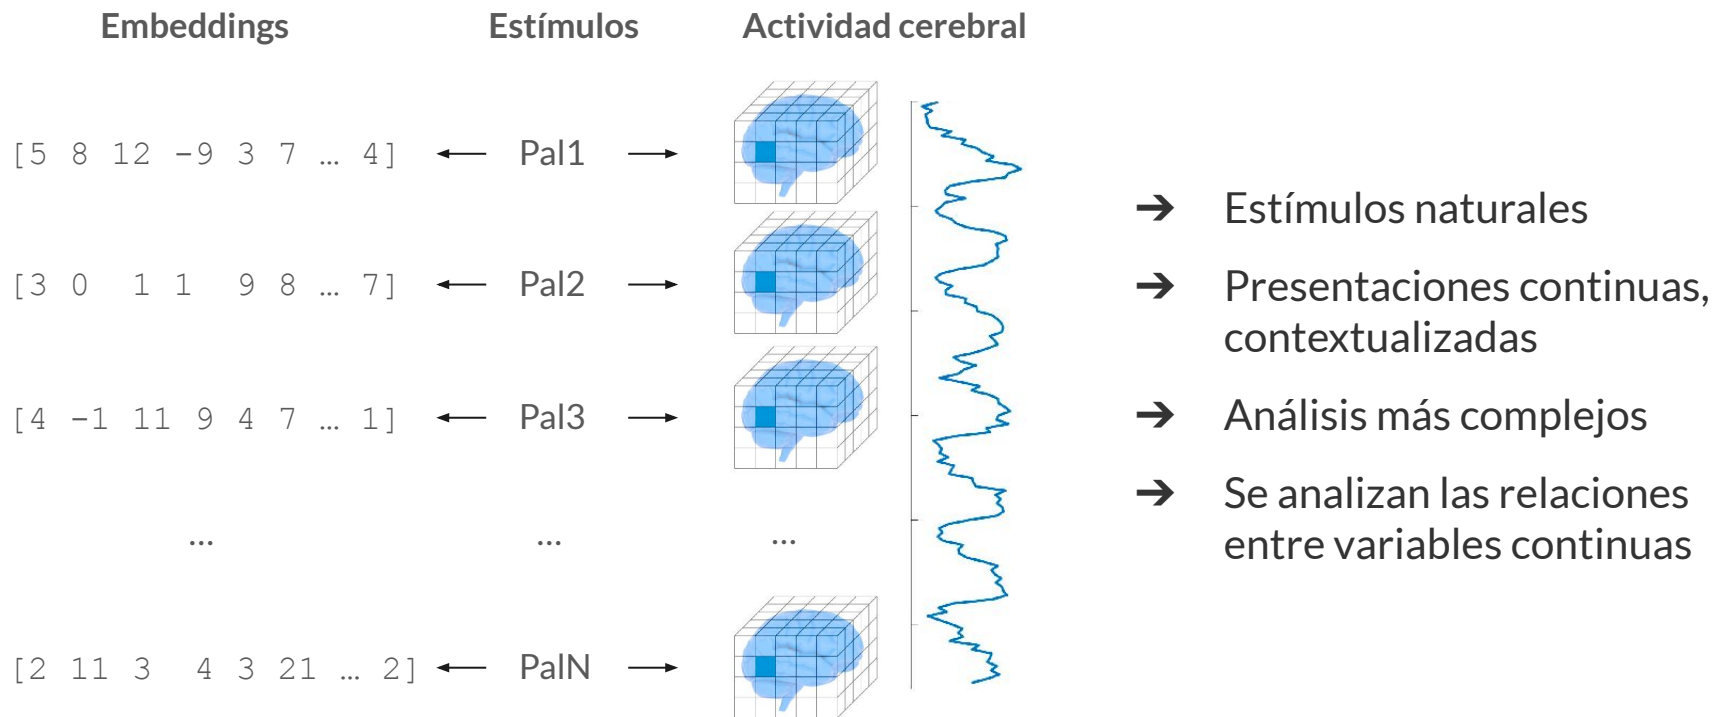 Embeddings Estímulos Actividad cerebral
[5 8 12 -9 3 7 … 4] Pal1
[3 0 1 1 9 8 … 7] Pal2
[4 -1 11 9 4 7 … 1] Pal3
… … …
[2 11 3 4 3 21 … 2] PalN
➔ Estímulos naturales
➔ Presentaciones continuas,
contextualizadas
➔ Análisis más complejos
➔ Se analizan las relaciones
entre variables continuas